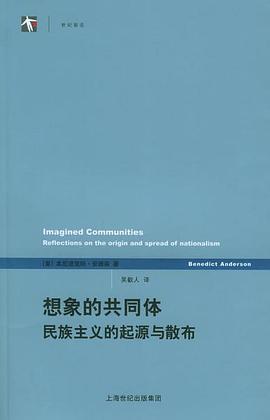 世纪前沿
Imagined Communities
Reflections on the origin and spread of nationalism
[美] 本尼迪克特·安德森 著
Benedict Anderson
吴叡人 译
想象的共同体
民族主义的起源与散布
上海世纪出版集团